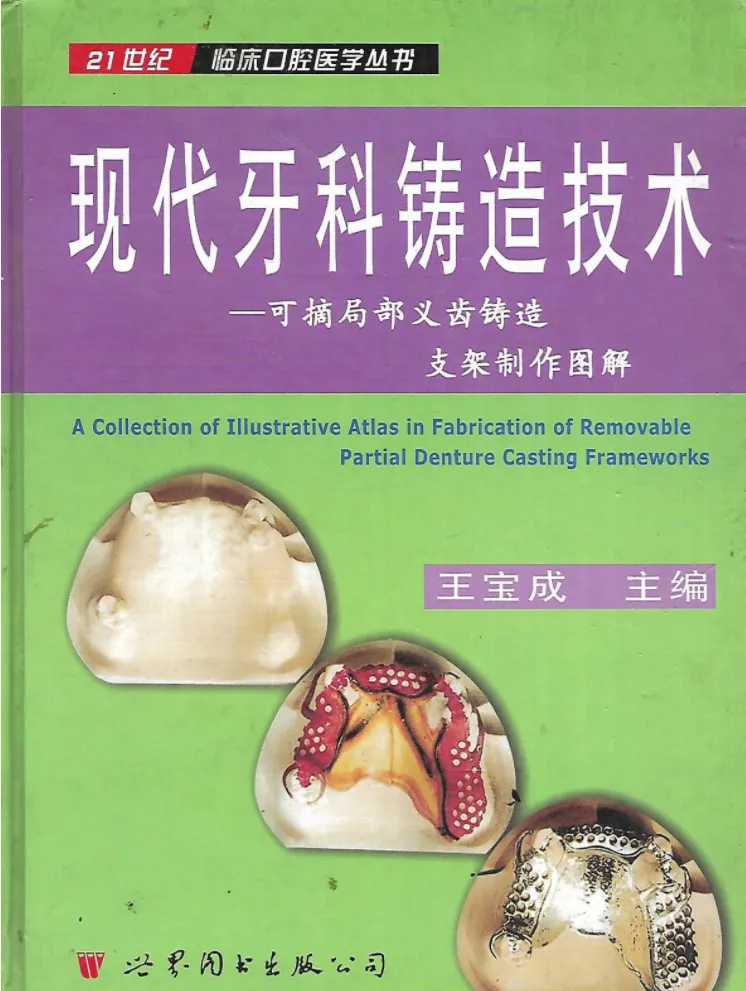 21世纪 临床口腔医学丛书
现代牙科铸造技术
—可摘局部义齿铸造
支架制作图解
A Collection of Illustrative Atlas in Fabrication of Removable
Partial Denture Casting Frameworks
王宝成 主编
世界图书出版公司